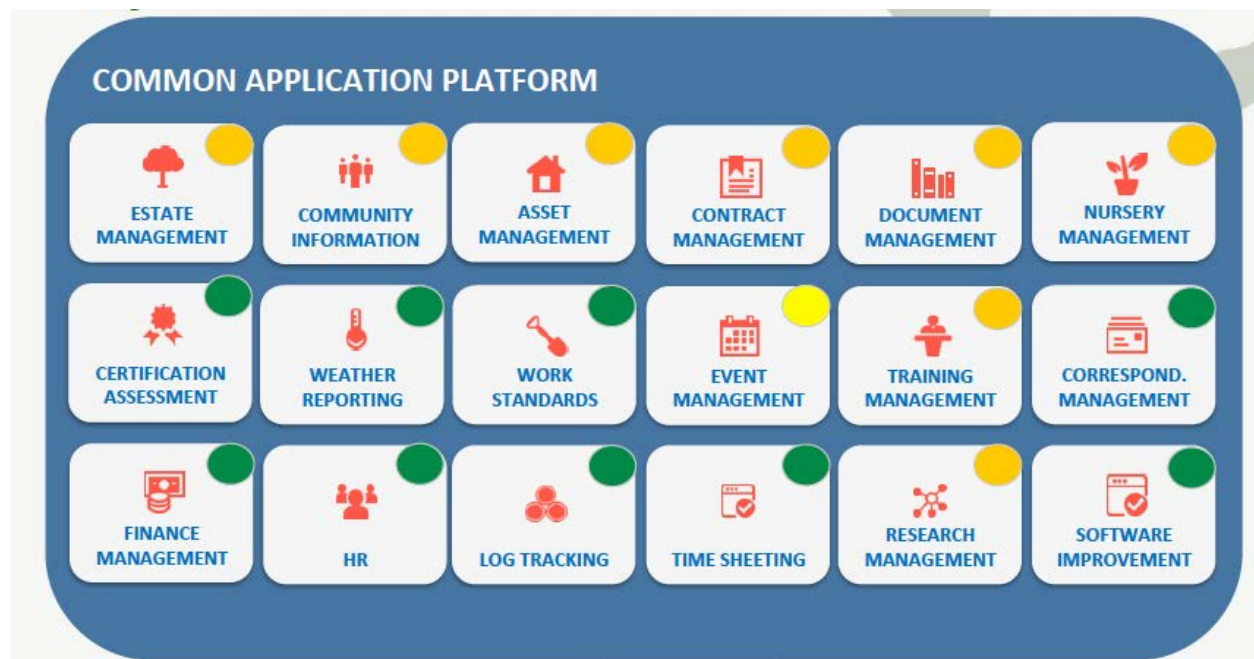 COMMON APPLICATION PLATFORM
ESTATE
MANAGEMENT
COMMUNITY
INFORMATION
ASSET
MANAGEMENT
CONTRACT
MANAGEMENT
DOCUMENT
MANAGEMENT
NURSERY
MANAGEMENT
CERTIFICATION
ASSESSMENT
WEATHER
REPORTING
WORK
STANDARDS
EVENT
MANAGEMENT
TRAINING
MANAGEMENT
CORRESPOND.
MANAGEMENT
FINANCE
MANAGEMENT
HR
LOG TRACKING
TIME SHEETING
RESEARCH
MANAGEMENT
SOFTWARE
IMPROVEMENT